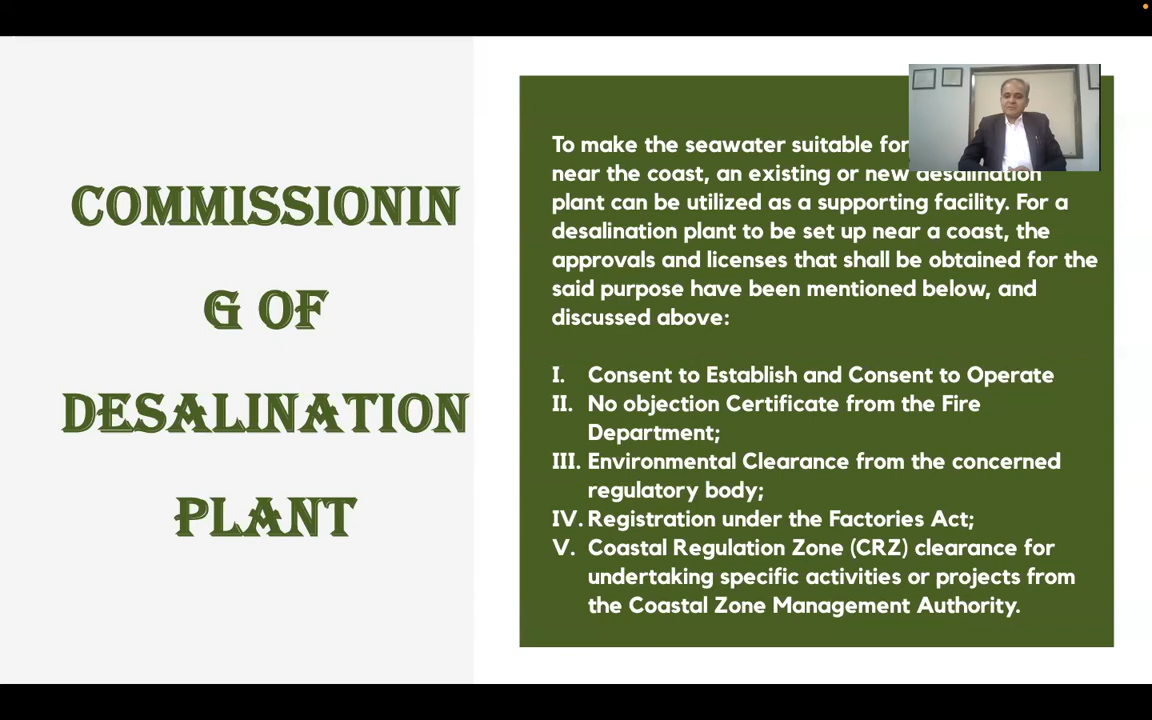 COMMISSIONIN
G OF
DESALINATION
PLANT
To make the seawater suitable for
near the coast, an existing or new desalination
plant can be utilized as a supporting facility. For a
desalination plant to be set up near a coast, the
approvals and licenses that shall be obtained for the
said purpose have been mentioned below, and
discussed above:
I. Consent to Establish and Consent to Operate
II. No objection Certificate from the Fire
Department;
III. Environmental Clearance from the concerned
regulatory body;
IV. Registration under the Factories Act;
V. Coastal Regulation Zone (CRZ) clearance for
undertaking specific activities or projects from
the Coastal Zone Management Authority.